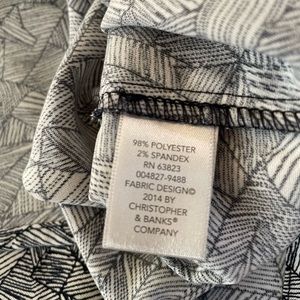 98% POLYESTER
2% SPANDEX
RN 63823
004827-9488
FABRIC DESIGN©
2014 BY
CHRISTOPHER
& BANKS®
COMPANY